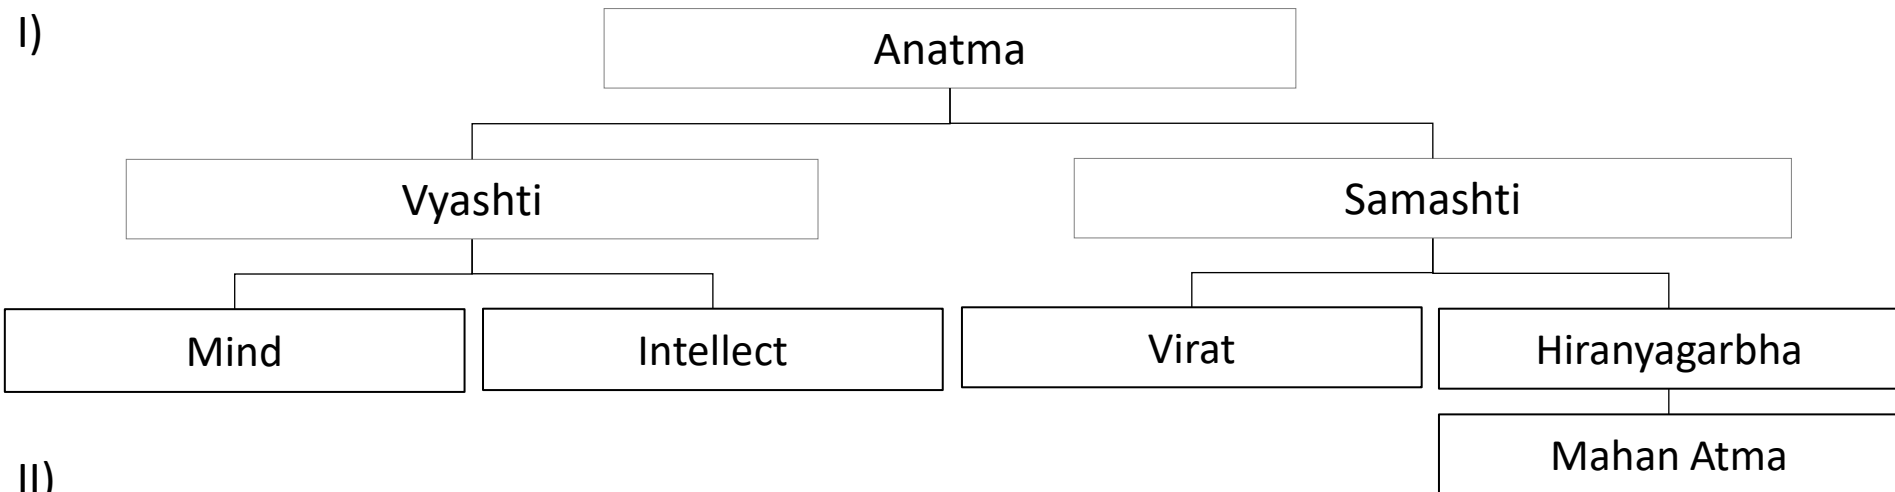 I)
Anatma
Vyashti
Samashti
Mind
Intellect
Virat
Hiranyagarbha
Mahan Atma
II)